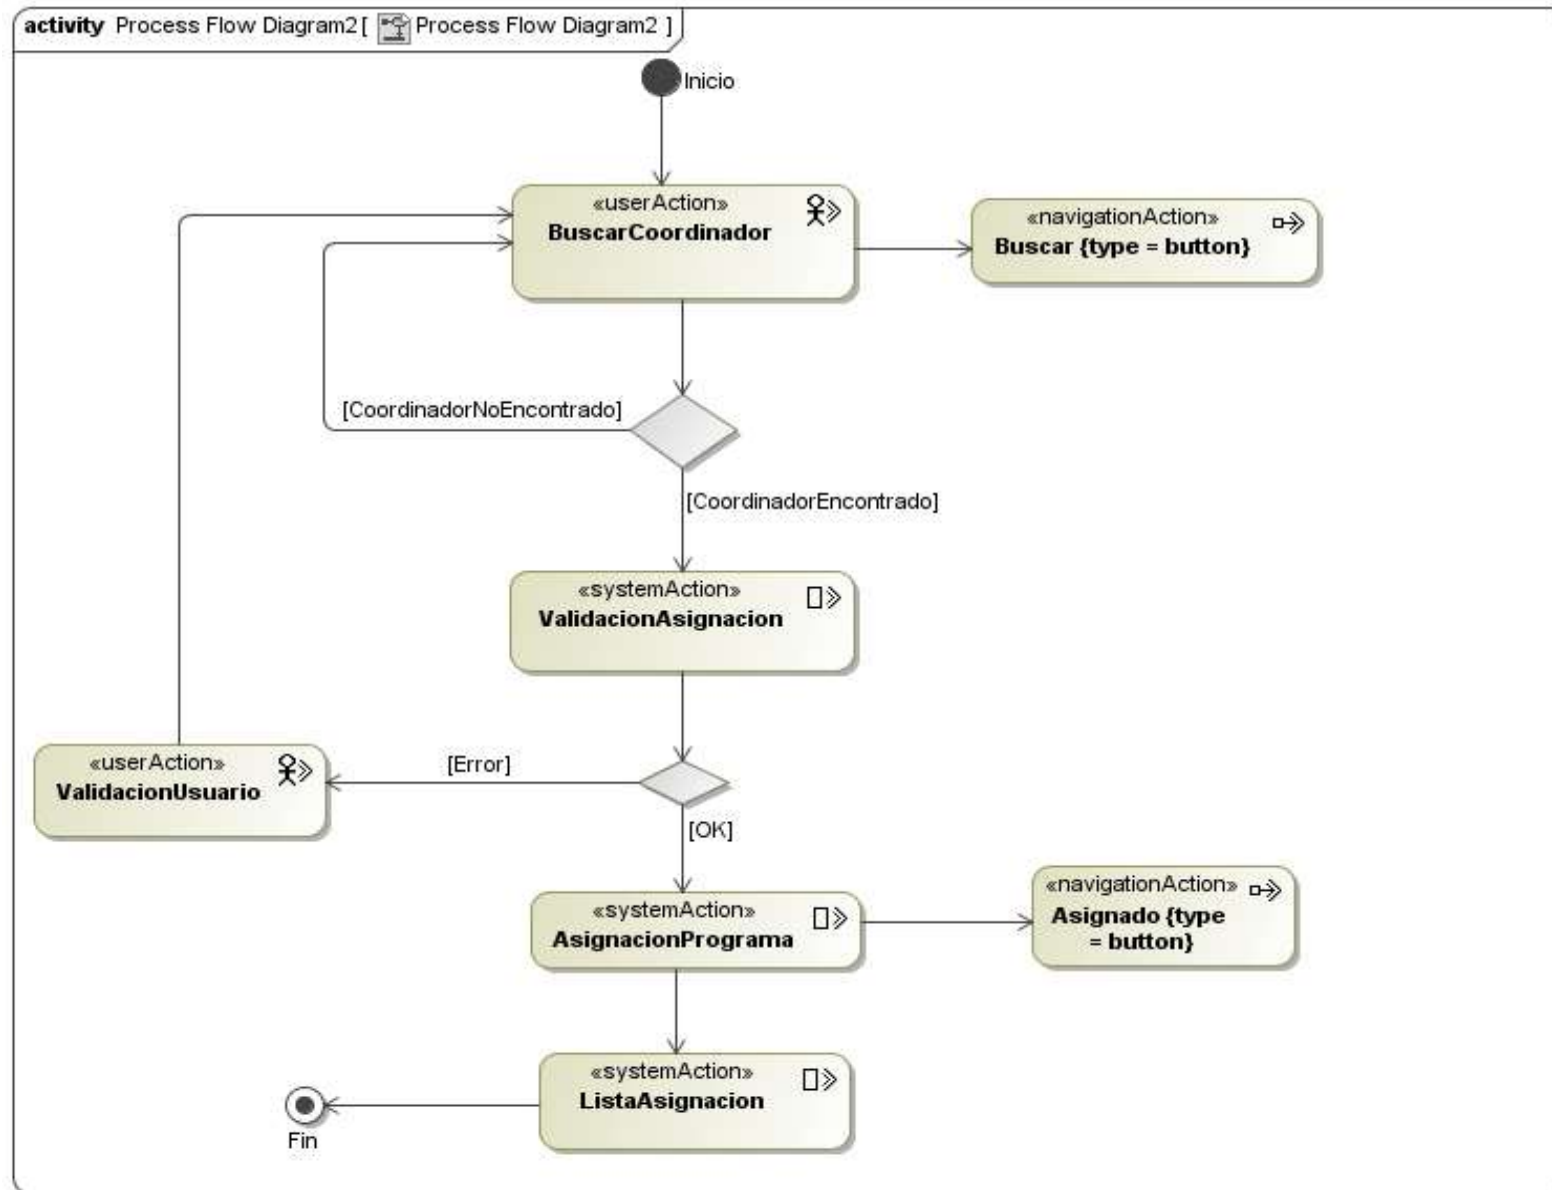 activity Process Flow Diagram2 [ Process Flow Diagram2 ]
Inicio
«userAction»
BuscarCoordinador
«navigationAction»
Buscar {type = button}
[CoordinadorNoEncontrado]
[CoordinadorEncontrado]
«systemAction»
ValidacionAsignacion
«userAction»
ValidacionUsuario
[Error]
[OK]
«systemAction»
AsignacionPrograma
«navigationAction»
Asignado {type
= button}
«systemAction»
ListaAsignacion
Fin